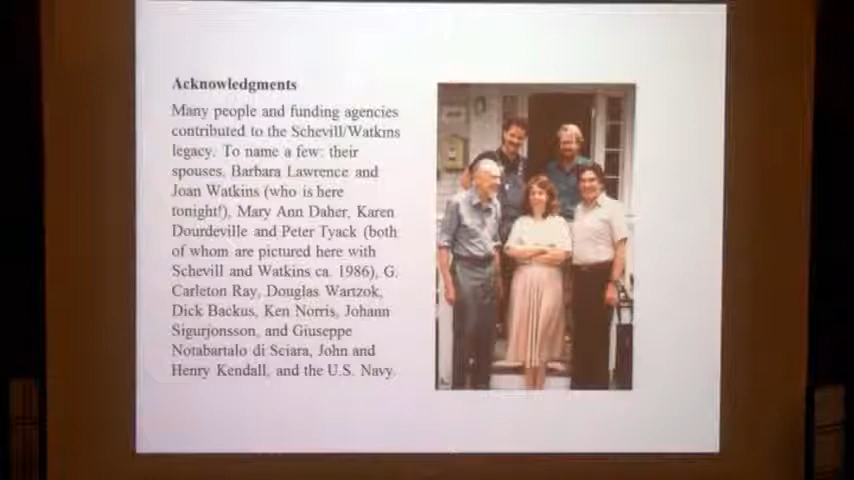 Acknowledgments
Many people and funding agencies
contributed to the Schevill/Watkins
legacy. To name a few: their
spouses, Barbara Lawrence and
Joan Watkins (who is here
tonight!), Mary Ann Daher, Karen
Dourdeville and Peter Tyack (both
of whom are pictured here with
Schevill and Watkins ca. 1986), G.
Carleton Ray, Douglas Wartzok,
Dick Backus, Ken Norris, Johann
Sigurjonsson, and Giuseppe
Notabartalo di Sciara, John and
Henry Kendall, and the U.S. Navy.